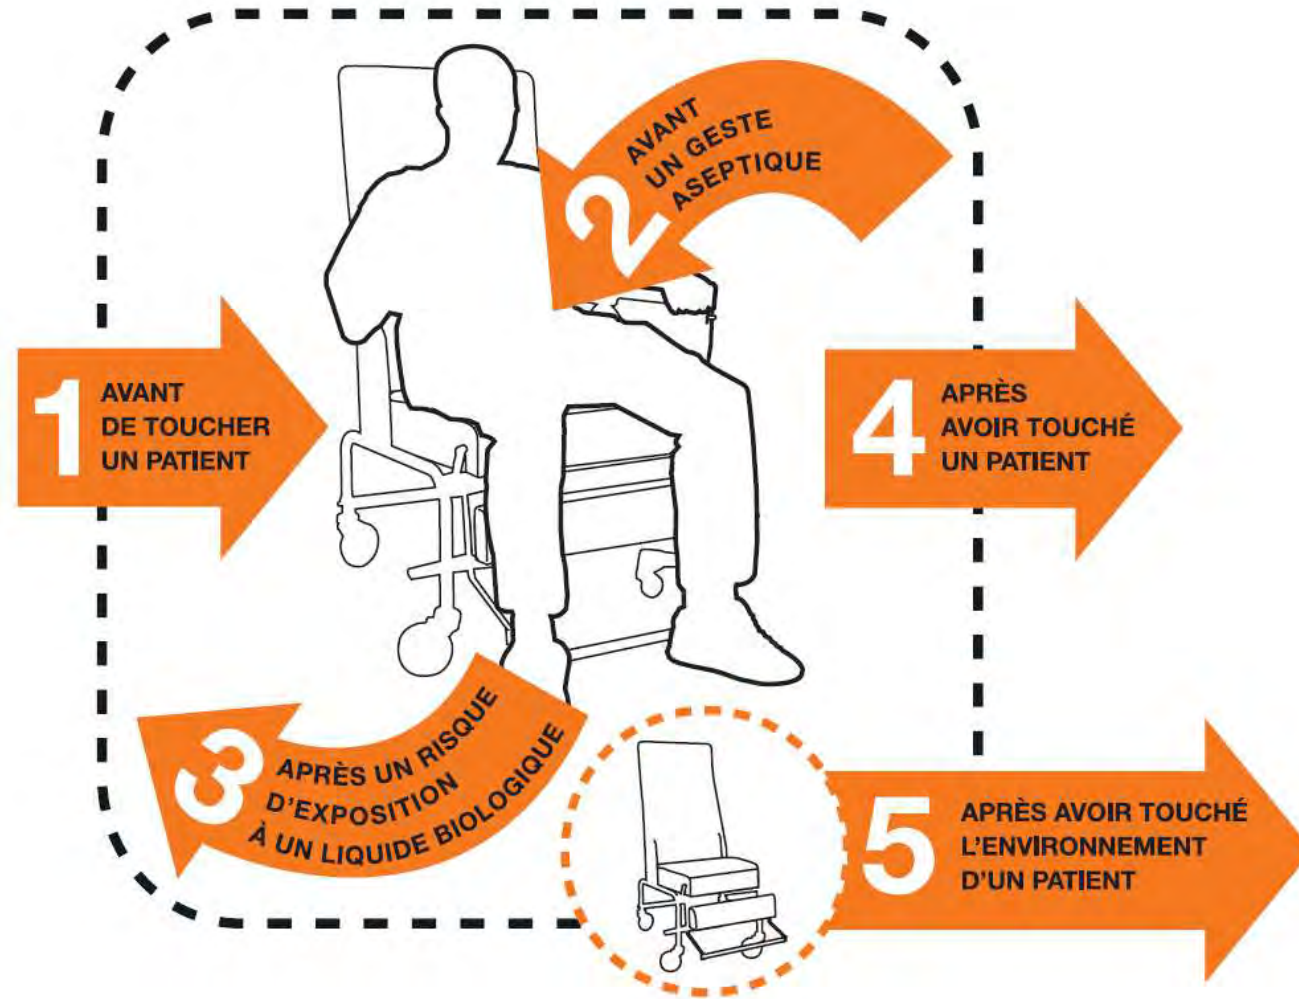 1
AVANT
DE TOUCHER
UN PATIENT
2
AVANT
UN GESTE
ASEPTIQUE
3
APRÈS UN RISQUE
D'EXPOSITION
À UN LIQUIDE BIOLOGIQUE
4
APRÈS
AVOIR TOUCHÉ
UN PATIENT
5
APRÈS AVOIR TOUCHÉ
L'ENVIRONNEMENT
D'UN PATIENT